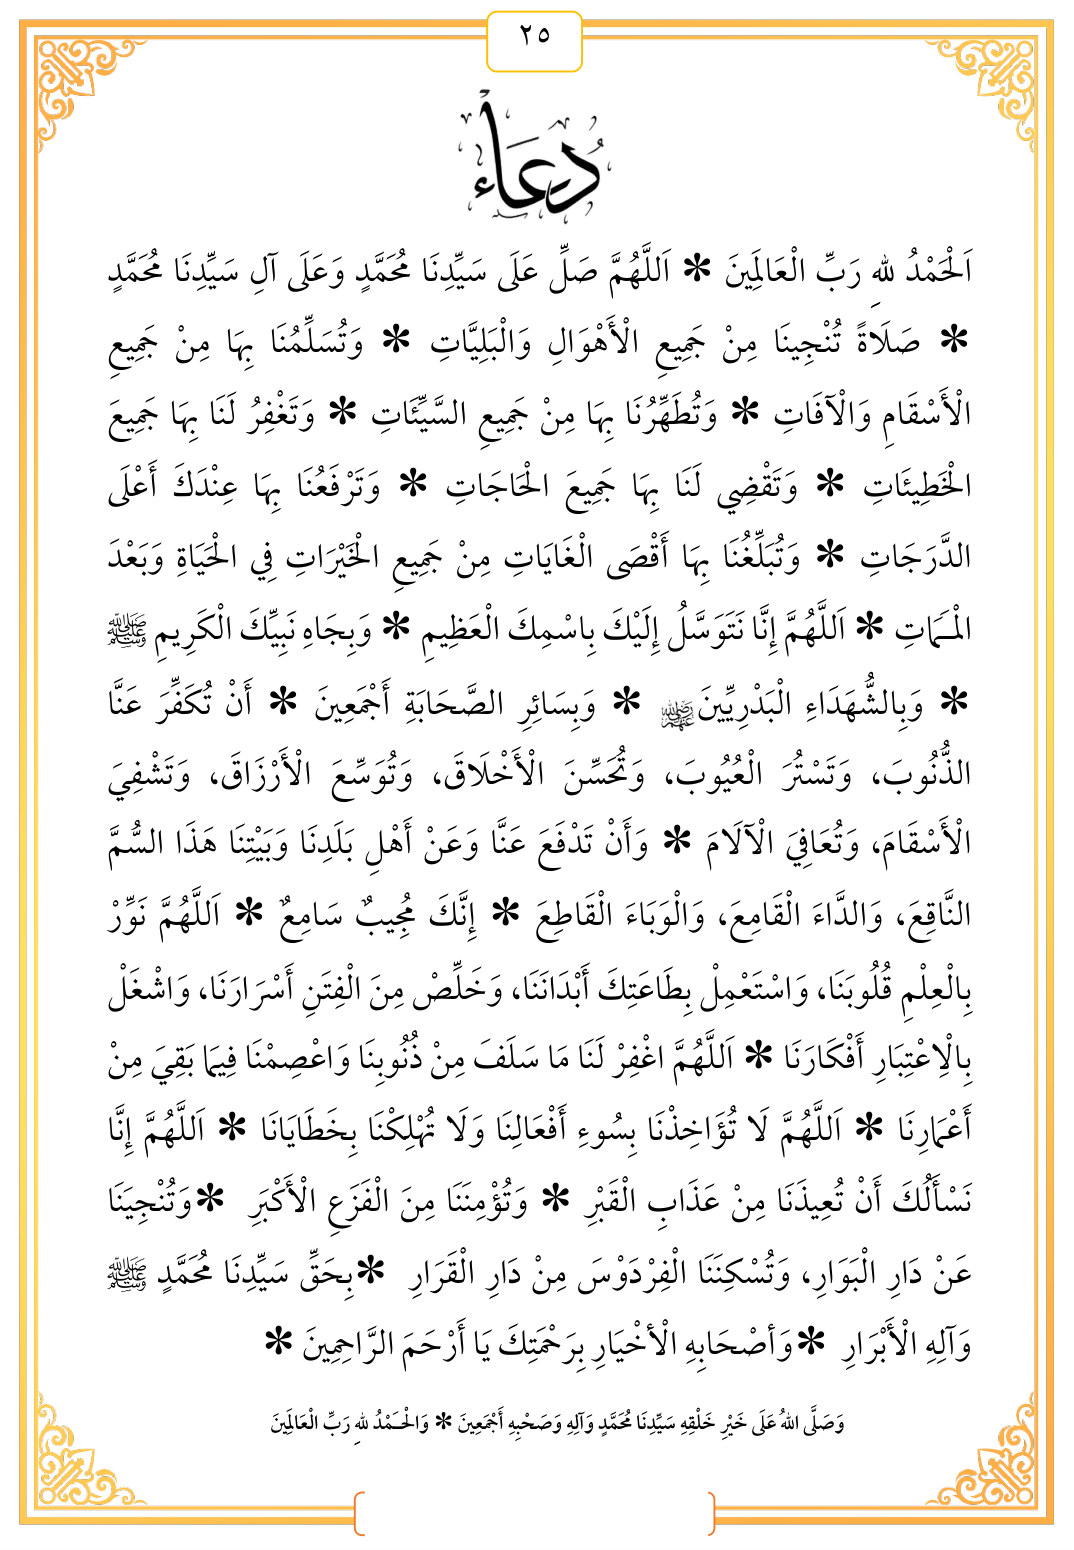 ٢٥
دُعَاءْ
اَلْحَمْدُ لِلّٰهِ رَبِّ الْعَالَمِينَ ✻ اَللَّهُمَّ صَلِّ عَلَى سَيِّدِنَا مُحَمَّدٍ وَعَلَى آلِ سَيِّدِنَا مُحَمَّدٍ
✻ صَلَاةً تُنْجِينَا مِنْ جَمِيعِ الْأَهْوَالِ وَالْبَلِيَّاتِ ✻ وَتُسَلِّمُنَا بِهَا مِنْ جَمِيعِ
الْأَسْقَامِ وَالْآفَاتِ ✻ وَتُطَهِّرُنَا بِهَا مِنْ جَمِيعِ السَّيِّئَاتِ ✻ وَتَغْفِرُ لَنَا بِهَا جَمِيعَ
الْخَطِيئَاتِ ✻ وَتَقْضِي لَنَا بِهَا جَمِيعَ الْحَاجَاتِ ✻ وَتَرْفَعُنَا بِهَا عِنْدَكَ أَعْلَى
الدَّرَجَاتِ ✻ وَتُبَلِّغُنَا بِهَا أَقْصَى الْغَايَاتِ مِنْ جَمِيعِ الْخَيْرَاتِ فِي الْحَيَاةِ وَبَعْدَ
الْمَـمَاتِ ✻ اَللَّهُمَّ إِنَّا نَتَوَسَّلُ إِلَيْكَ بِاسْمِكَ الْعَظِيمِ ✻ وَبِجَاهِ نَبِيِّكَ الْكَرِيمِ ﷺ
✻ وَبِالشُّهَدَاءِ الْبَدْرِيِّينَ رضي الله عنهم ✻ وَبِسَائِرِ الصَّحَابَةِ أَجْمَعِينَ ✻ أَنْ تُكَفِّرَ عَنَّا
الذُّنُوبَ، وَتَسْتُرَ الْعُيُوبَ، وَتُحَسِّنَ الْأَخْلَاقَ، وَتُوَسِّعَ الْأَرْزَاقَ، وَتَشْفِيَ
الْأَسْقَامَ، وَتُعَافِيَ الْآلَامَ ✻ وَأَنْ تَدْفَعَ عَنَّا وَعَنْ أَهْلِ بَلَدِنَا وَبَيْتِنَا هَذَا السُّمَّ
النَّاقِعَ، وَالدَّاءَ الْقَامِعَ، وَالْوَبَاءَ الْقَاطِعَ ✻ إِنَّكَ مُجِيبٌ سَامِعٌ ✻ اَللَّهُمَّ نَوِّرْ
بِالْعِلْمِ قُلُوبَنَا، وَاسْتَعْمِلْ بِطَاعَتِكَ أَبْدَانَنَا، وَخَلِّصْ مِنَ الْفِتَنِ أَسْرَارَنَا، وَاشْغَلْ
بِالْاِعْتِبَارِ أَفْكَارَنَا ✻ اَللَّهُمَّ اغْفِرْ لَنَا مَا سَلَفَ مِنْ ذُنُوبِنَا وَاعْصِمْنَا فِيمَا بَقِيَ مِنْ
أَعْمَارِنَا ✻ اَللَّهُمَّ لَا تُؤَاخِذْنَا بِسُوءِ أَفْعَالِنَا وَلَا تُهْلِكْنَا بِخَطَايَانَا ✻ اَللَّهُمَّ إِنَّا
نَسْأَلُكَ أَنْ تُعِيذَنَا مِنْ عَذَابِ الْقَبْرِ ✻ وَتُؤْمِنَنَا مِنَ الْفَزَعِ الْأَكْبَرِ ✻ وَتُنْجِيَنَا
عَنْ دَارِ الْبَوَارِ، وَتُسْكِنَنَا الْفِرْدَوْسَ مِنْ دَارِ الْقَرَارِ ✻ بِحَقِّ سَيِّدِنَا مُحَمَّدٍ ﷺ
وَآلِهِ الْأَبْرَارِ ✻ وَأَصْحَابِهِ الْأَخْيَارِ بِرَحْمَتِكَ يَا أَرْحَمَ الرَّاحِمِينَ ✻
وَصَلَّى اللهُ عَلَى خَيْرِ خَلْقِهِ سَيِّدِنَا مُحَمَّدٍ وَآلِهِ وَصَحْبِهِ أَجْمَعِينَ ✻ وَالْحَـمْدُ لِلّٰهِ رَبِّ الْعَالَمِينَ